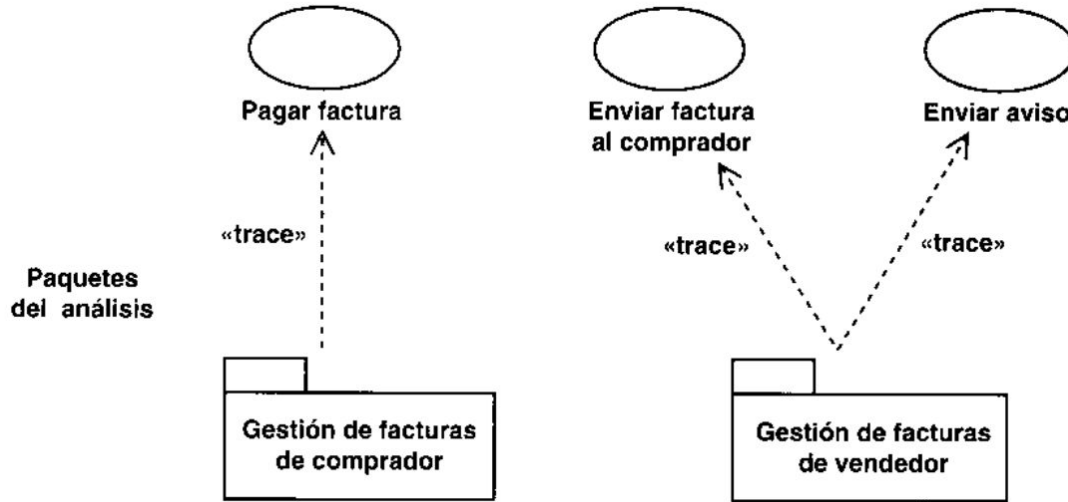 Pagar factura
Enviar factura
al comprador
Enviar aviso
«trace»
«trace»
«trace»
Paquetes
del análisis
Gestión de facturas
de comprador
Gestión de facturas
de vendedor